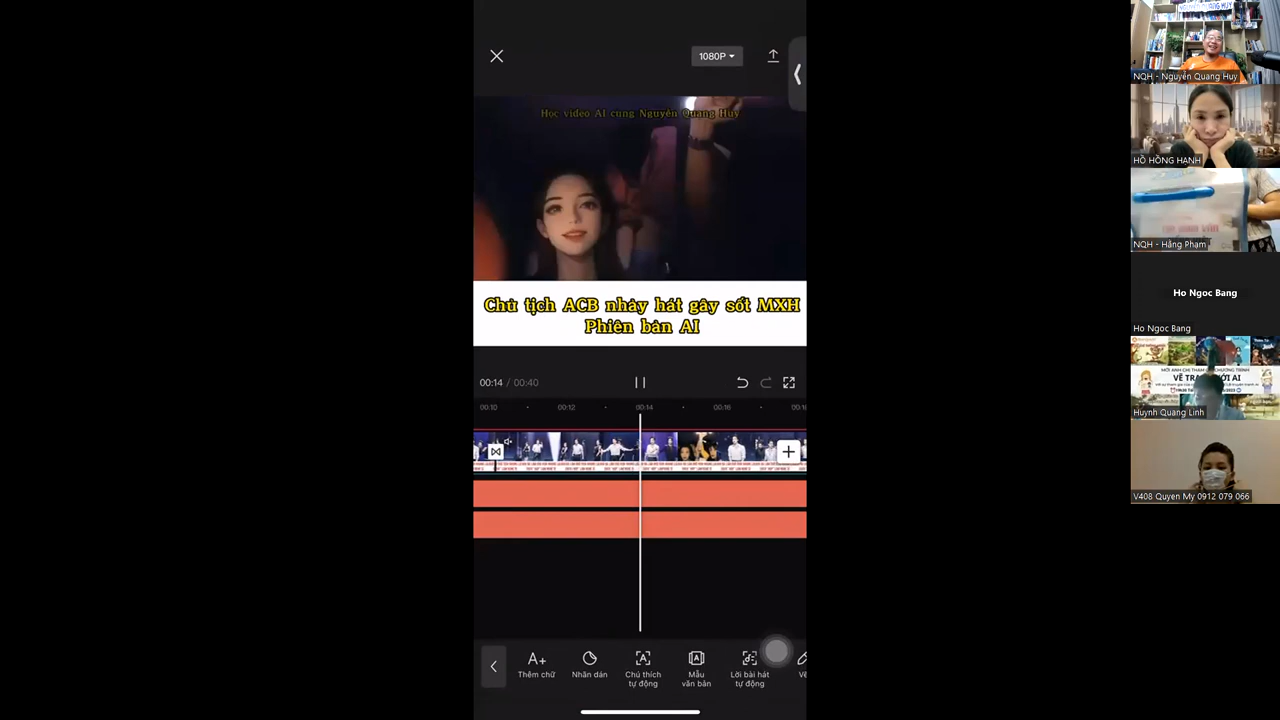 1080P
Học video AI cùng Nguyễn Quang Huy
Chủ tịch ACB nhảy hát gây sốt MXH
Phiên bản AI
00:14 / 00:40
00:10
00:12
00:14
00:16
Thêm chữ
Nhãn dán
Chú thích
tự động
Mẫu
văn bản
Lời bài hát
tự động
NGUYỄN QUANG HUY
NQH - Nguyễn Quang Huy
HỒ HỒNG HẠNH
NQH - Hằng Phạm
Ho Ngoc Bang
Ho Ngoc Bang
Huỳnh Quang Linh
V408 Quyen My 0912 079 066